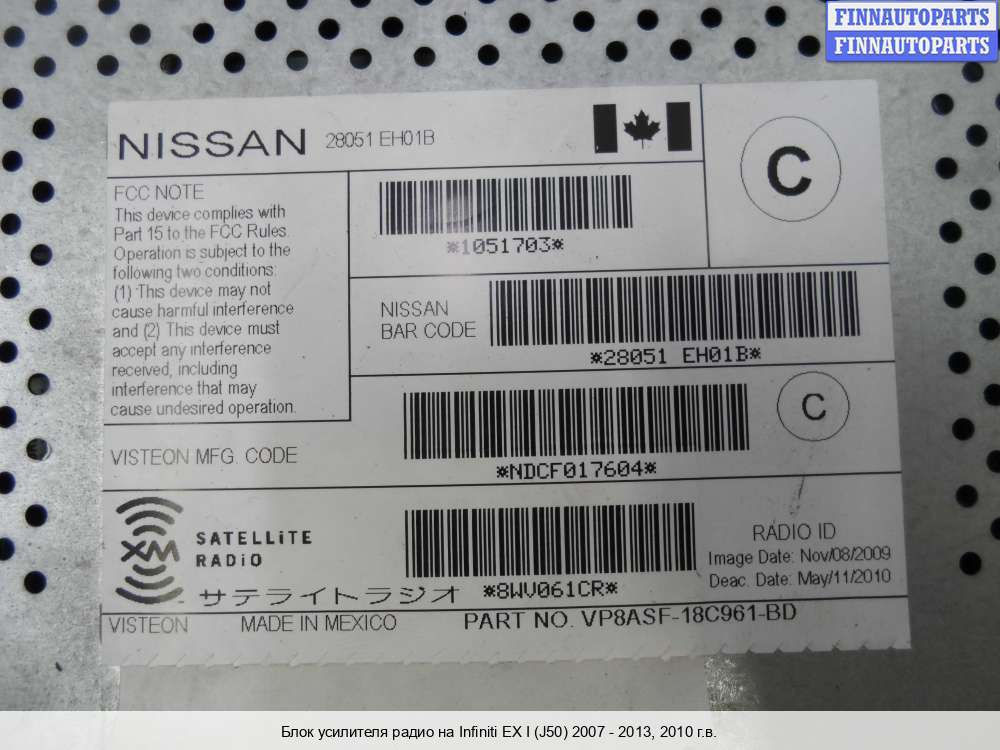 FINNAUTOPARTS
FINNAUTOPARTS
NISSAN 28051 EH01B
C
FCC NOTE
This device complies with
Part 15 to the FCC Rules.
Operation is subject to the
following two conditions:
(1) This device may not
cause harmful interference
and (2) This device must
accept any interference
received, including
interference that may
cause undesired operation.
*1051703*
NISSAN
BAR CODE
*28051 EH01B*
C
VISTEON MFG. CODE
*NDCF017604*
XM
SATELLiTE
RADiO
サテライトラジオ
*8WV061CR*
RADIO ID
Image Date: Nov/08/2009
Deac. Date: May/11/2010
VISTEON MADE IN MEXICO PART NO. VP8ASF-18C961-BD
Блок усилителя радио на Infiniti EX I (J50) 2007 - 2013, 2010 г.в.